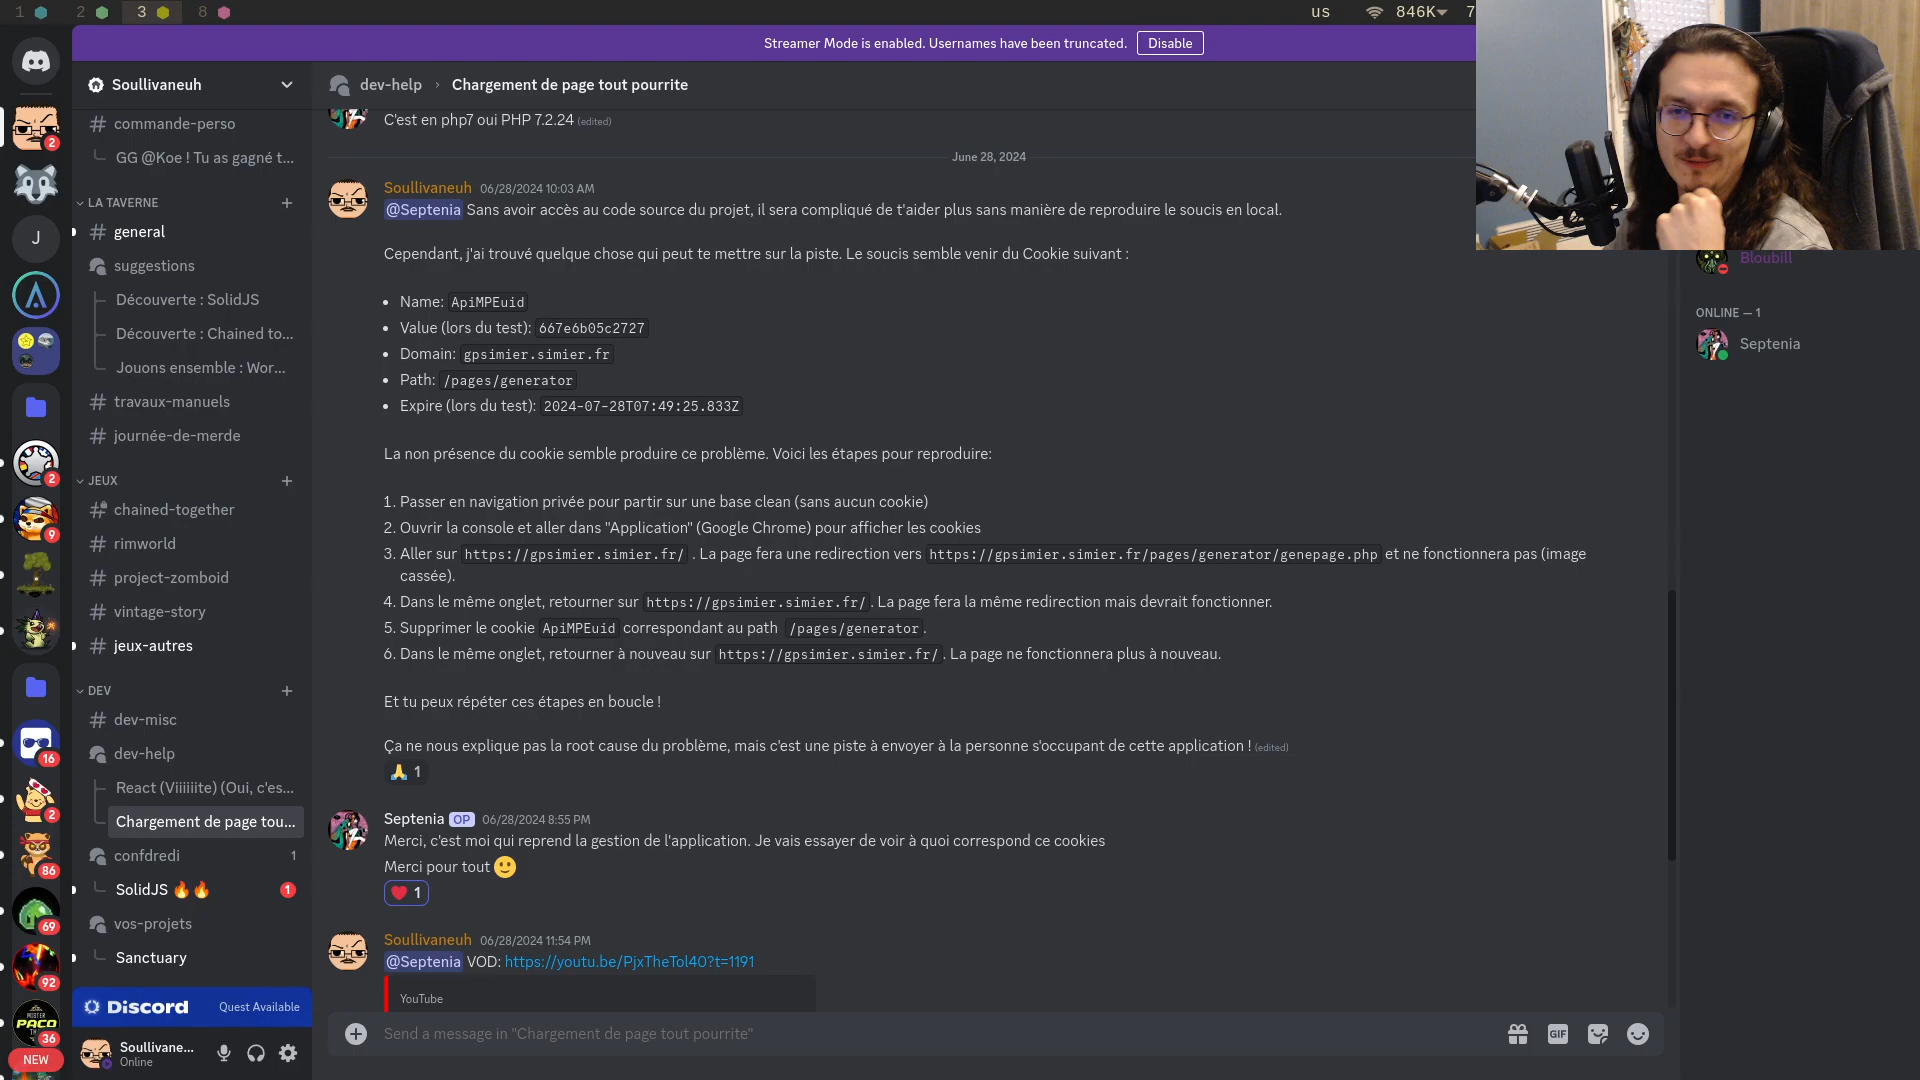 1 2 3 8 us 846K 7
Streamer Mode is enabled. Usernames have been truncated. Disable
Soullivaneuh
# commande-perso
GG @Koe ! Tu as gagné t...
LA TAVERNE
# general
suggestions
Découverte : SolidJS
Découverte : Chained to...
Jouons ensemble : Wor...
# travaux-manuels
# journée-de-merde
JEUX
chained-together
# rimworld
# project-zomboid
# vintage-story
# jeux-autres
DEV
# dev-misc
dev-help
React (Viiiiiite) (Oui, c'es...
Chargement de page tou...
confdredi 1
SolidJS 🔥🔥 1
vos-projets
Sanctuary
Discord Quest Available
Soullivane...
Online
2
J
2
9
16
2
86
69
92
PACO
36
NEW
dev-help › Chargement de page tout pourrite
C'est en php7 oui PHP 7.2.24 (edited)
June 28, 2024
Soullivaneuh 06/28/2024 10:03 AM
@Septenia Sans avoir accès au code source du projet, il sera compliqué de t'aider plus sans manière de reproduire le soucis en local.
Cependant, j'ai trouvé quelque chose qui peut te mettre sur la piste. Le soucis semble venir du Cookie suivant :
• Name: ApiMPEuid
• Value (lors du test): 667e6b05c2727
• Domain: gpsimier.simier.fr
• Path: /pages/generator
• Expire (lors du test): 2024-07-28T07:49:25.833Z
La non présence du cookie semble produire ce problème. Voici les étapes pour reproduire:
1. Passer en navigation privée pour partir sur une base clean (sans aucun cookie)
2. Ouvrir la console et aller dans "Application" (Google Chrome) pour afficher les cookies
3. Aller sur https://gpsimier.simier.fr/ . La page fera une redirection vers https://gpsimier.simier.fr/pages/generator/genepage.php et ne fonctionnera pas (image
cassée).
4. Dans le même onglet, retourner sur https://gpsimier.simier.fr/. La page fera la même redirection mais devrait fonctionner.
5. Supprimer le cookie ApiMPEuid correspondant au path /pages/generator.
6. Dans le même onglet, retourner à nouveau sur https://gpsimier.simier.fr/. La page ne fonctionnera plus à nouveau.
Et tu peux répéter ces étapes en boucle !
Ça ne nous explique pas la root cause du problème, mais c'est une piste à envoyer à la personne s'occupant de cette application ! (edited)
🙏 1
Septenia OP 06/28/2024 8:55 PM
Merci, c'est moi qui reprend la gestion de l'application. Je vais essayer de voir à quoi correspond ce cookies
Merci pour tout 🙂
❤️ 1
Soullivaneuh 06/28/2024 11:54 PM
@Septenia VOD: https://youtu.be/PjxTheTol40?t=1191
YouTube
Send a message in "Chargement de page tout pourrite"
GIF
Bloubill
ONLINE — 1
Septenia